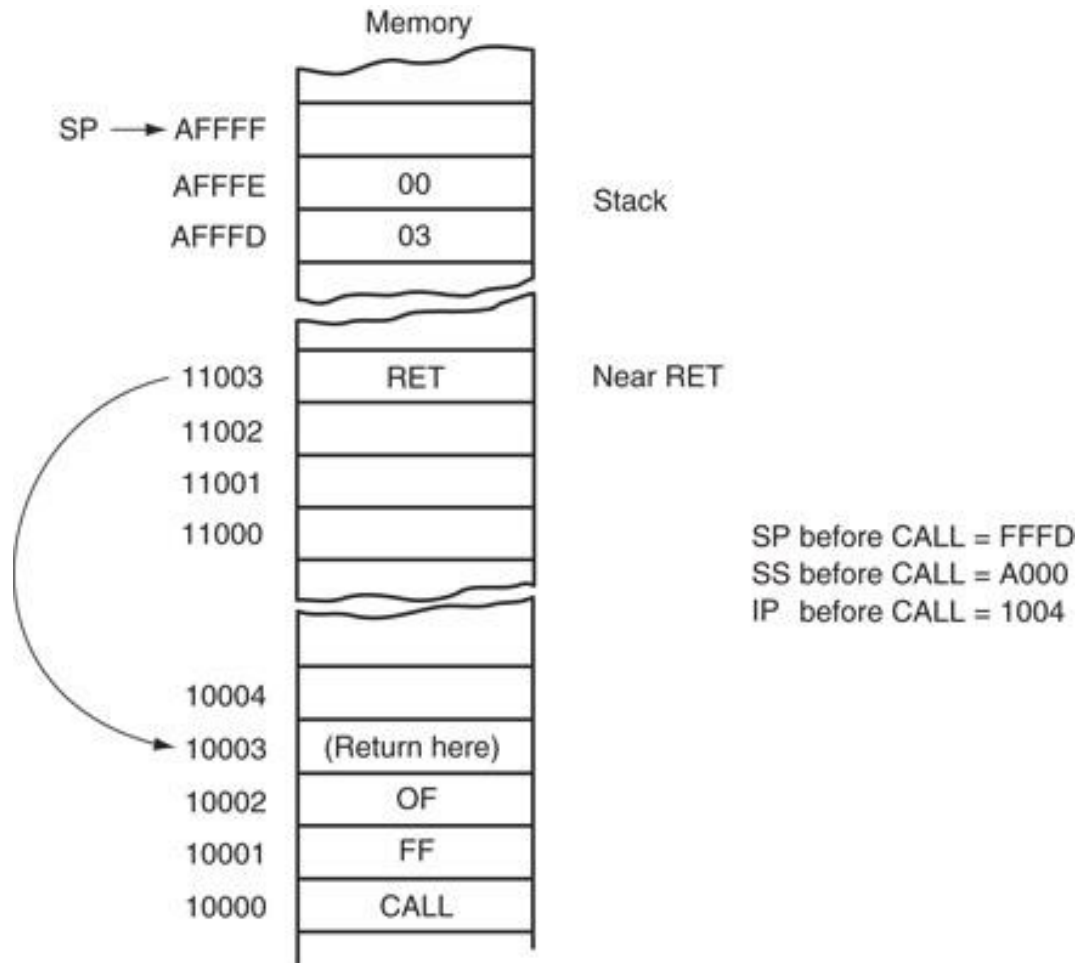 Memory
SP AFFFF
AFFFE 00
Stack
AFFFD 03
11003 RET Near RET
11002
11001
11000
SP before CALL = FFFD
SS before CALL = A000
IP before CALL = 1004
10004
10003 (Return here)
10002 OF
10001 FF
10000 CALL